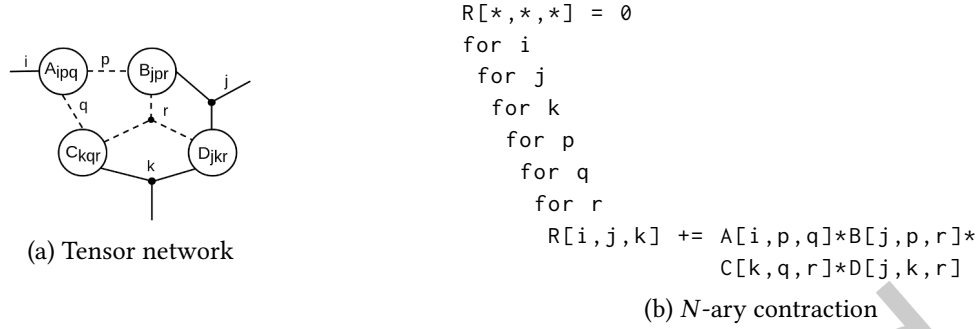 i
p
j
A_ipq
B_jpr
q
r
C_kqr
D_jkr
k
(a) Tensor network
R[*,*,*] = 0
for i
for j
for k
for p
for q
for r
R[i,j,k] += A[i,p,q]*B[j,p,r]*
C[k,q,r]*D[j,k,r]
(b) N-ary contraction